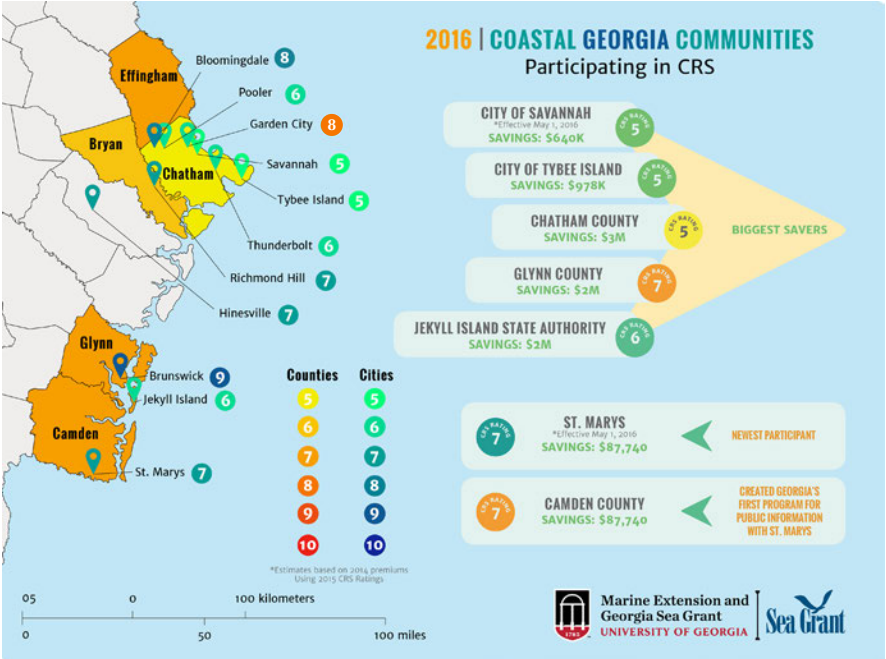 2016 | COASTAL GEORGIA COMMUNITIES
Participating in CRS
Effingham
Bryan
Chatham
Glynn
Camden
Bloomingdale 8
Pooler 6
Garden City 8
Savannah 5
Tybee Island 5
Thunderbolt 6
Richmond Hill 7
Hinesville 7
Brunswick 9
Jekyll Island 6
St. Marys 7
Counties Cities
5 5
6 6
7 7
8 8
9 9
10 10
*Estimates based on 2014 premiums
Using 2015 CRS Ratings
05 0 100 kilometers
0 50 100 miles
CITY OF SAVANNAH
*Effective May 1, 2016
SAVINGS: $640K
CRS RATING
5
CITY OF TYBEE ISLAND
SAVINGS: $978K
CRS RATING
5
CHATHAM COUNTY
SAVINGS: $3M
CRS RATING
5
GLYNN COUNTY
SAVINGS: $2M
CRS RATING
7
JEKYLL ISLAND STATE AUTHORITY
SAVINGS: $2M
CRS RATING
6
BIGGEST SAVERS
CRS RATING
7
ST. MARYS
*Effective May 1, 2016
SAVINGS: $87,740
NEWEST PARTICIPANT
CRS RATING
7
CAMDEN COUNTY
SAVINGS: $87,740
CREATED GEORGIA'S
FIRST PROGRAM FOR
PUBLIC INFORMATION
WITH ST. MARYS
1785
Marine Extension and
Georgia Sea Grant
UNIVERSITY OF GEORGIA
Sea Grant